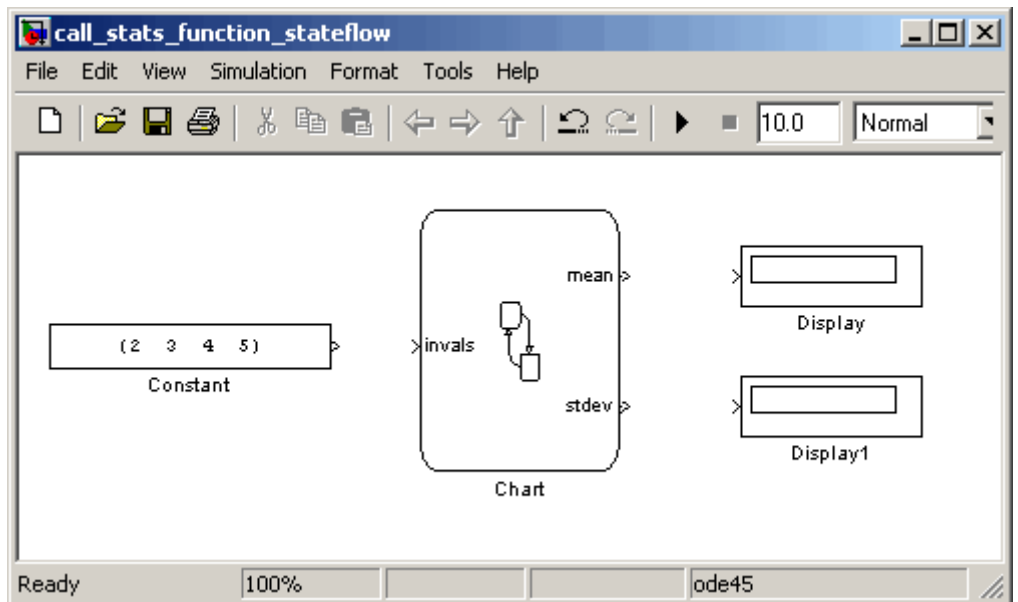 call_stats_function_stateflow
File Edit View Simulation Format Tools Help
10.0 Normal
mean
Display
(2 3 4 5)
invals
Constant
stdev
Display1
Chart
Ready 100% ode45